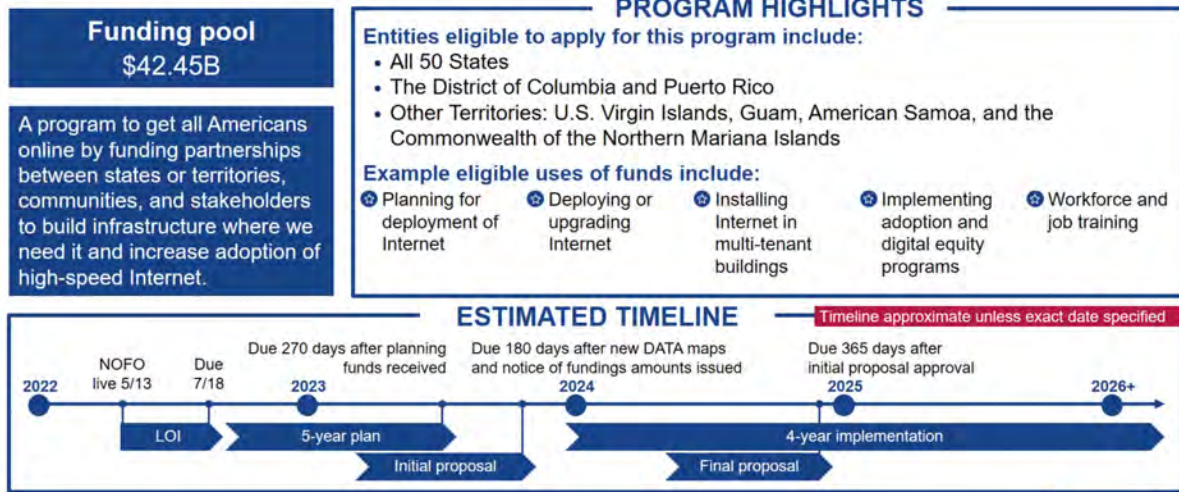 Funding pool
$42.45B
A program to get all Americans
online by funding partnerships
between states or territories,
communities, and stakeholders
to build infrastructure where we
need it and increase adoption of
high-speed Internet.
PROGRAM HIGHLIGHTS
Entities eligible to apply for this program include:
• All 50 States
• The District of Columbia and Puerto Rico
• Other Territories: U.S. Virgin Islands, Guam, American Samoa, and the
Commonwealth of the Northern Mariana Islands
Example eligible uses of funds include:
Planning for
deployment of
Internet
Deploying or
upgrading
Internet
Installing
Internet in
multi-tenant
buildings
Implementing
adoption and
digital equity
programs
Workforce and
job training
ESTIMATED TIMELINE
Timeline approximate unless exact date specified
NOFO
live 5/13
Due
7/18
Due 270 days after planning
funds received
Due 180 days after new DATA maps
and notice of fundings amounts issued
Due 365 days after
initial proposal approval
2022
2023
2024
2025
2026+
LOI
5-year plan
4-year implementation
Initial proposal
Final proposal